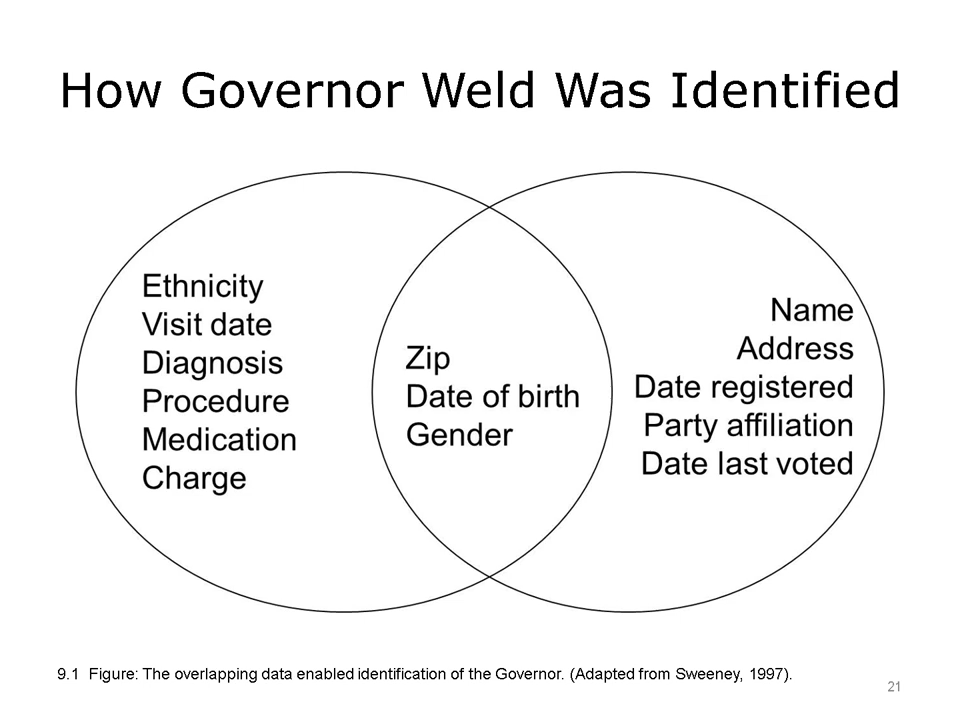 How Governor Weld Was Identified
Ethnicity
Visit date
Diagnosis
Procedure
Medication
Charge
Zip
Date of birth
Gender
Name
Address
Date registered
Party affiliation
Date last voted
9.1 Figure: The overlapping data enabled identification of the Governor. (Adapted from Sweeney, 1997).
21